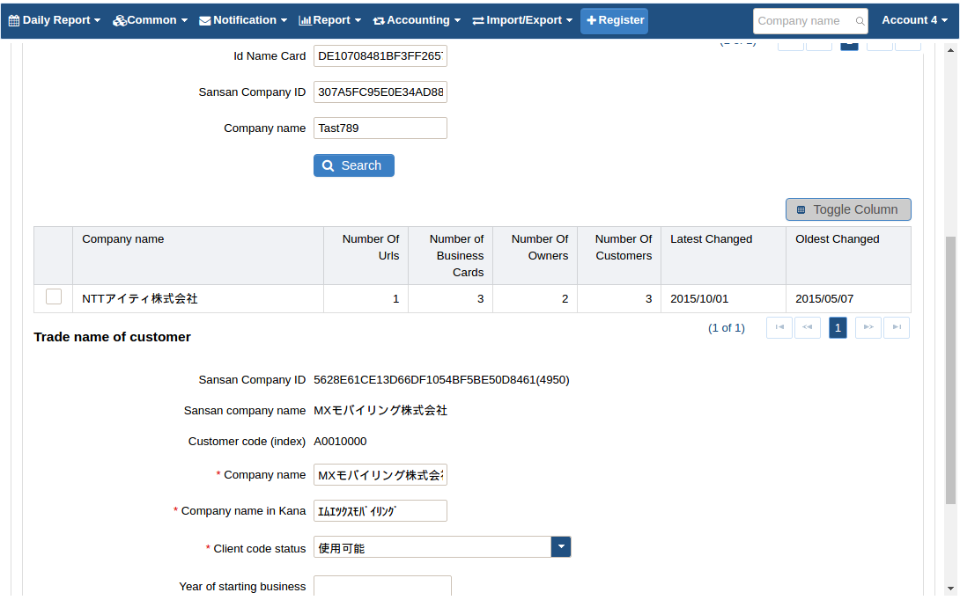 Daily Report Common Notification Report Accounting Import/Export Register Company name Account 4
Id Name Card DE10708481BF3FF265
Sansan Company ID 307A5FC95E0E34AD88
Company name Tast789
Search
Toggle Column
Company name Number Of Urls Number of Business Cards Number Of Owners Number Of Customers Latest Changed Oldest Changed
NTTアイティ株式会社 1 3 2 3 2015/10/01 2015/05/07
(1 of 1) 1
Trade name of customer
Sansan Company ID 5628E61CE13D66DF1054BF5BE50D8461(4950)
Sansan company name MXモバイリング株式会社
Customer code (index) A0010000
* Company name MXモバイリング株式会
* Company name in Kana ｴﾑｴﾂｸｽﾓﾊﾞｲﾘﾝｸﾞ
* Client code status 使用可能
Year of starting business